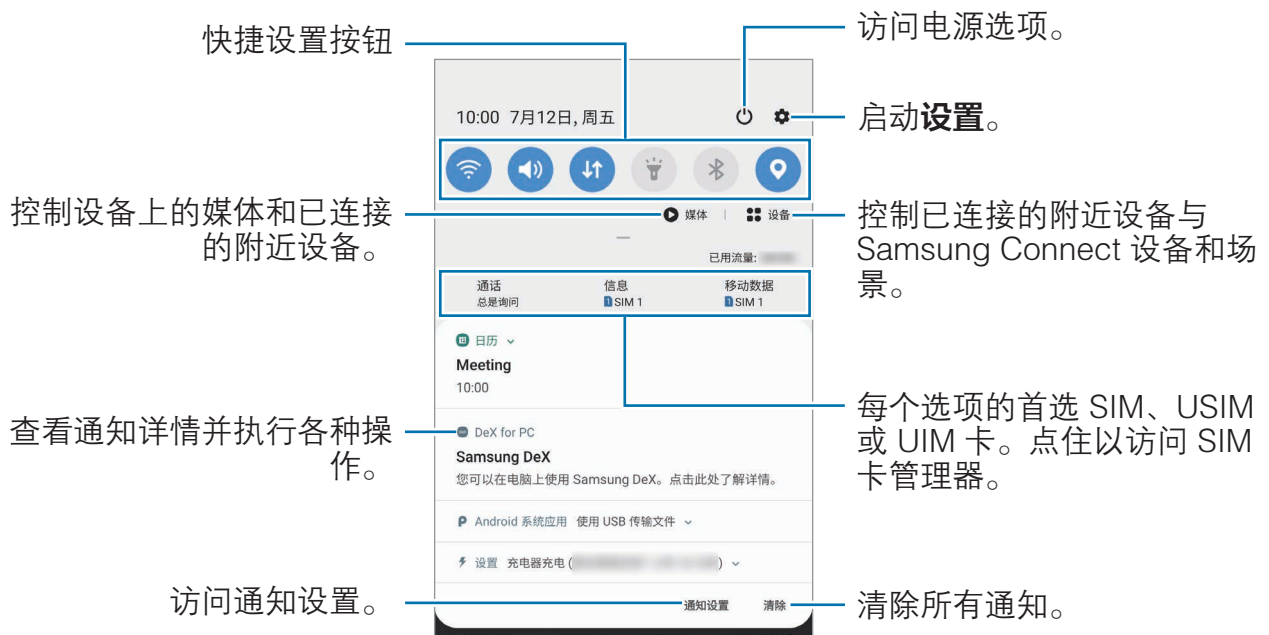 快捷设置按钮
访问电源选项。
10:00 7月12日, 周五
启动设置。
控制设备上的媒体和已连接
的附近设备。
媒体
设备
控制已连接的附近设备与
Samsung Connect 设备和场
景。
已用流量:
通话
总是询问
信息
1 SIM 1
移动数据
1 SIM 1
日历
Meeting
10:00
每个选项的首选 SIM、USIM
或 UIM 卡。点住以访问 SIM
卡管理器。
查看通知详情并执行各种操
作。
DeX for PC
Samsung DeX
您可以在电脑上使用 Samsung DeX。点击此处了解详情。
Android 系统应用 使用 USB 传输文件
设置 充电器充电 ( )
访问通知设置。
通知设置
清除
清除所有通知。